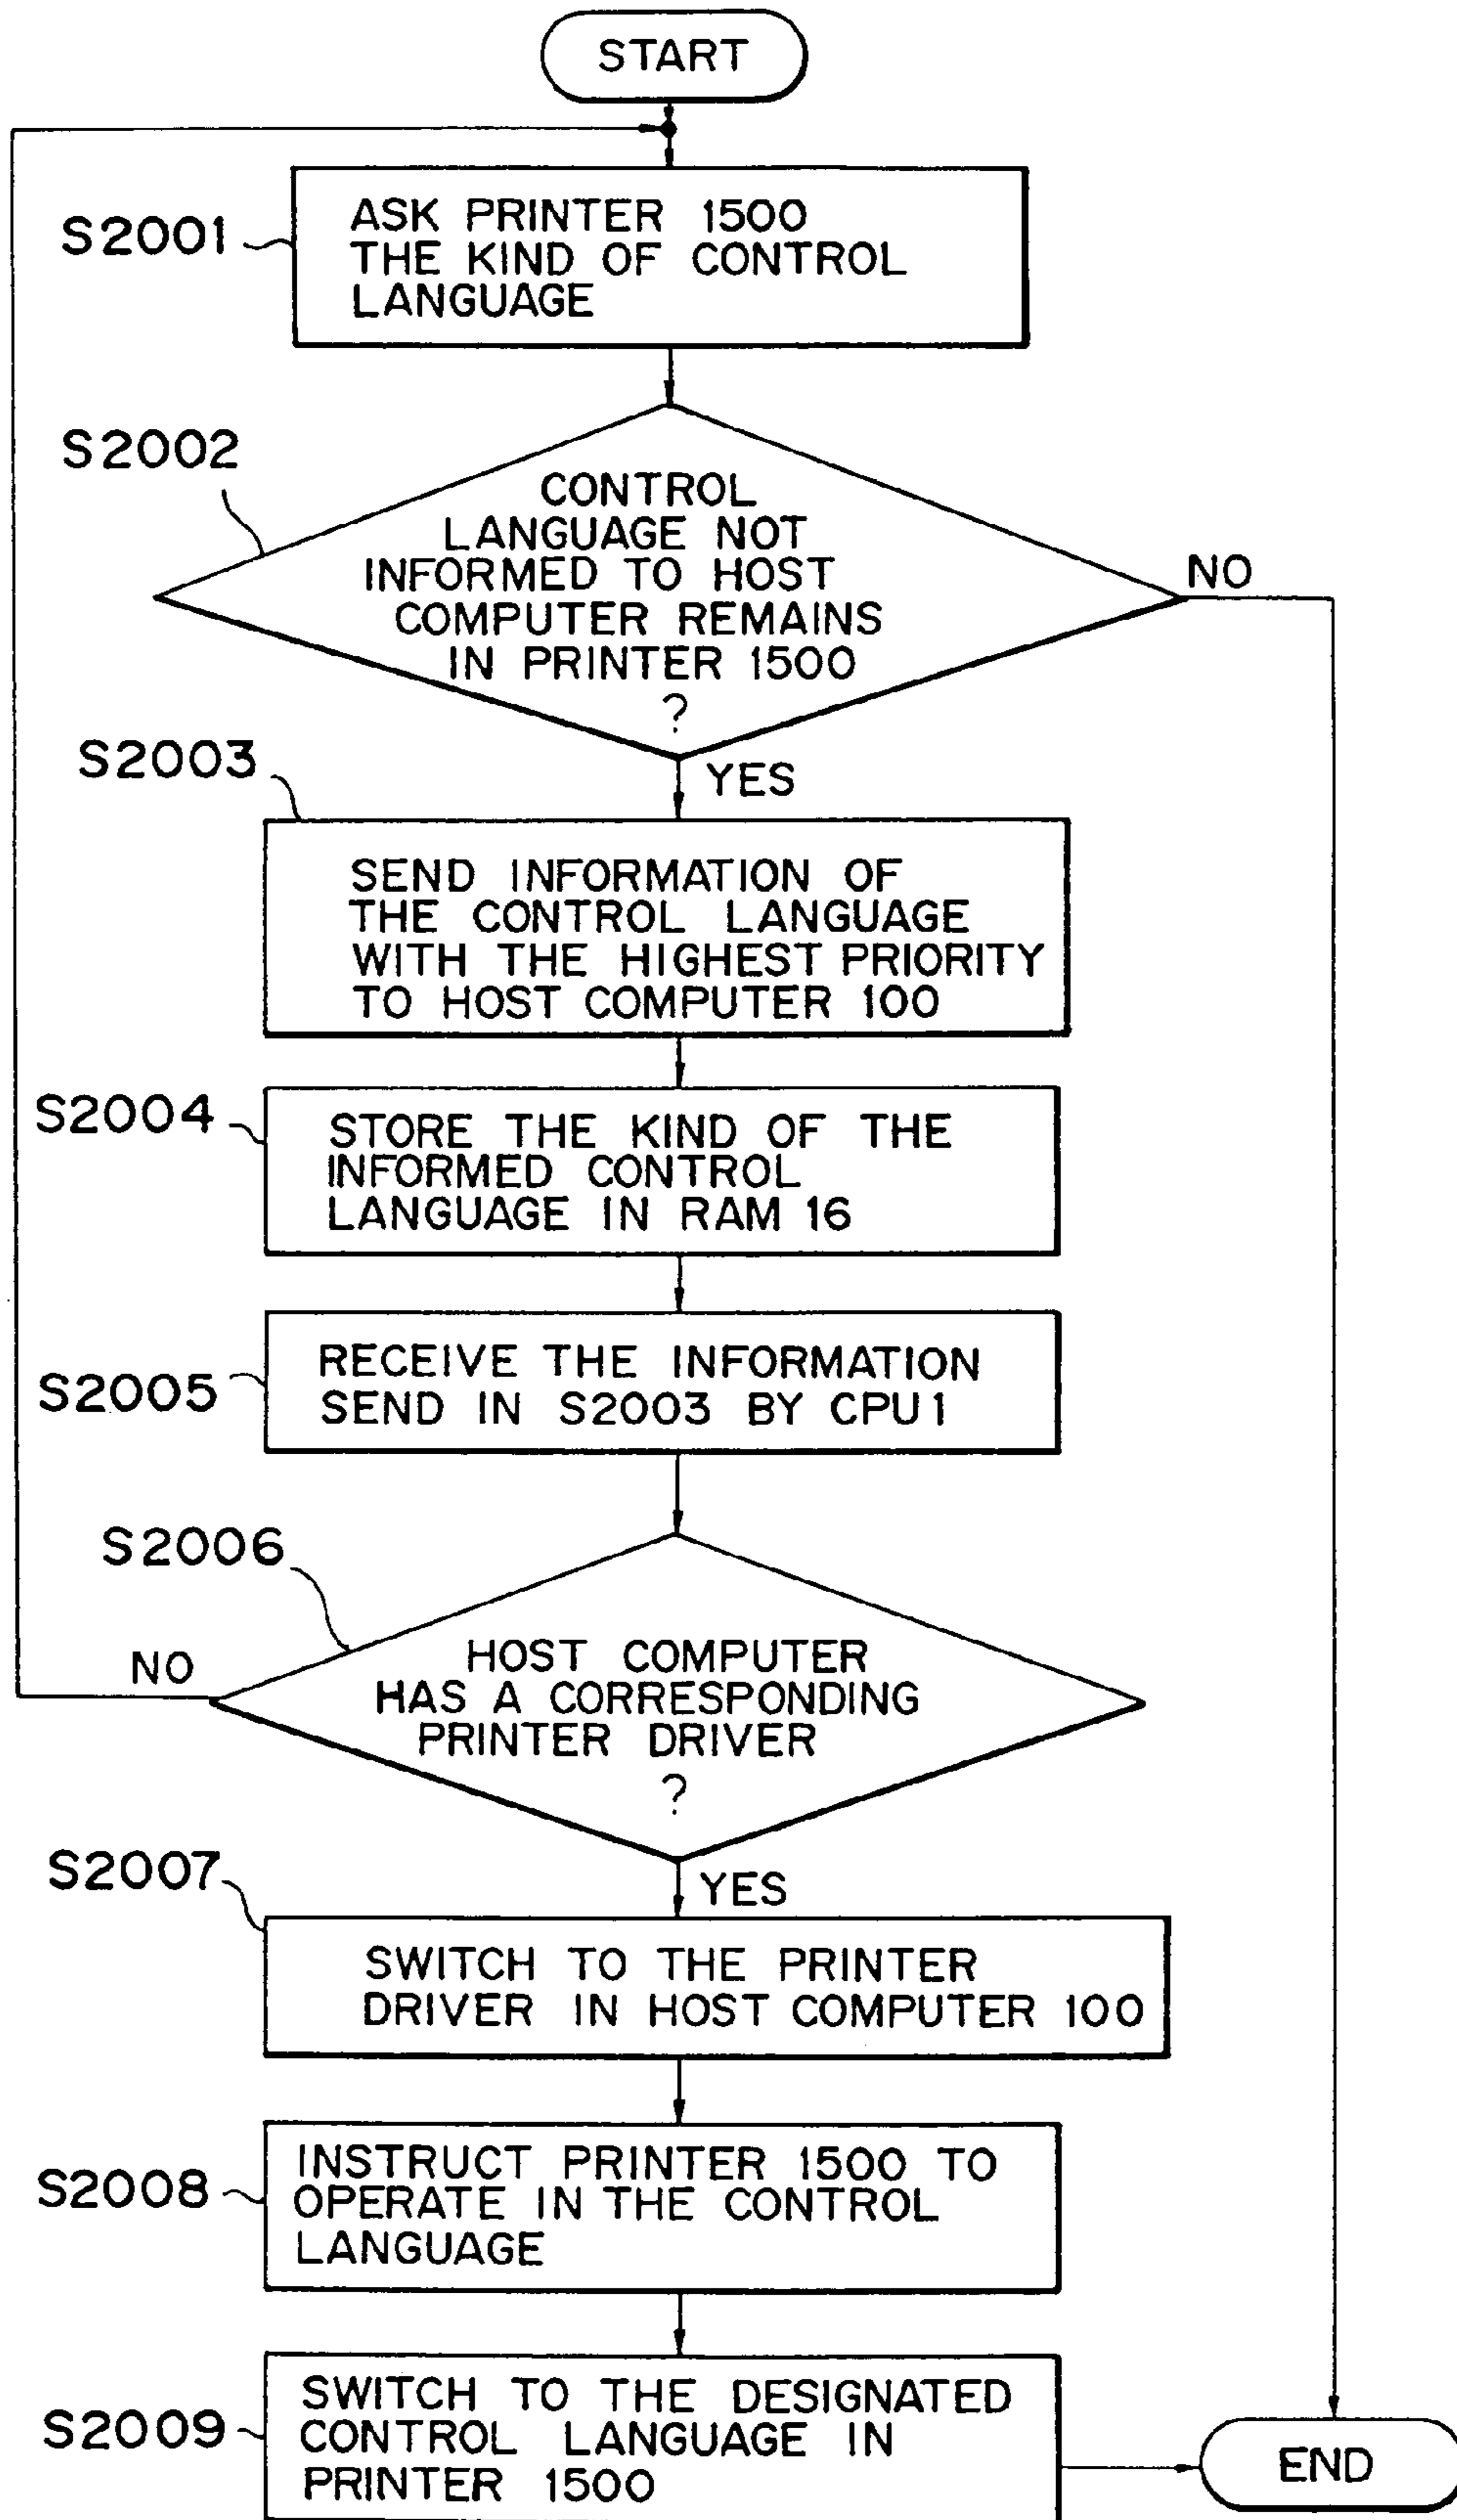 START
S2001
ASK PRINTER 1500
THE KIND OF CONTROL
LANGUAGE
S2002
CONTROL
LANGUAGE NOT
INFORMED TO HOST
COMPUTER REMAINS
IN PRINTER 1500
?
NO
S2003
YES
SEND INFORMATION OF
THE CONTROL LANGUAGE
WITH THE HIGHEST PRIORITY
TO HOST COMPUTER 100
S2004
STORE THE KIND OF THE
INFORMED CONTROL
LANGUAGE IN RAM 16
S2005
RECEIVE THE INFORMATION
SEND IN S2003 BY CPU1
S2006
HOST COMPUTER
HAS A CORRESPONDING
PRINTER DRIVER
?
NO
S2007
YES
SWITCH TO THE PRINTER
DRIVER IN HOST COMPUTER 100
S2008
INSTRUCT PRINTER 1500 TO
OPERATE IN THE CONTROL
LANGUAGE
S2009
SWITCH TO THE DESIGNATED
CONTROL LANGUAGE IN
PRINTER 1500
END